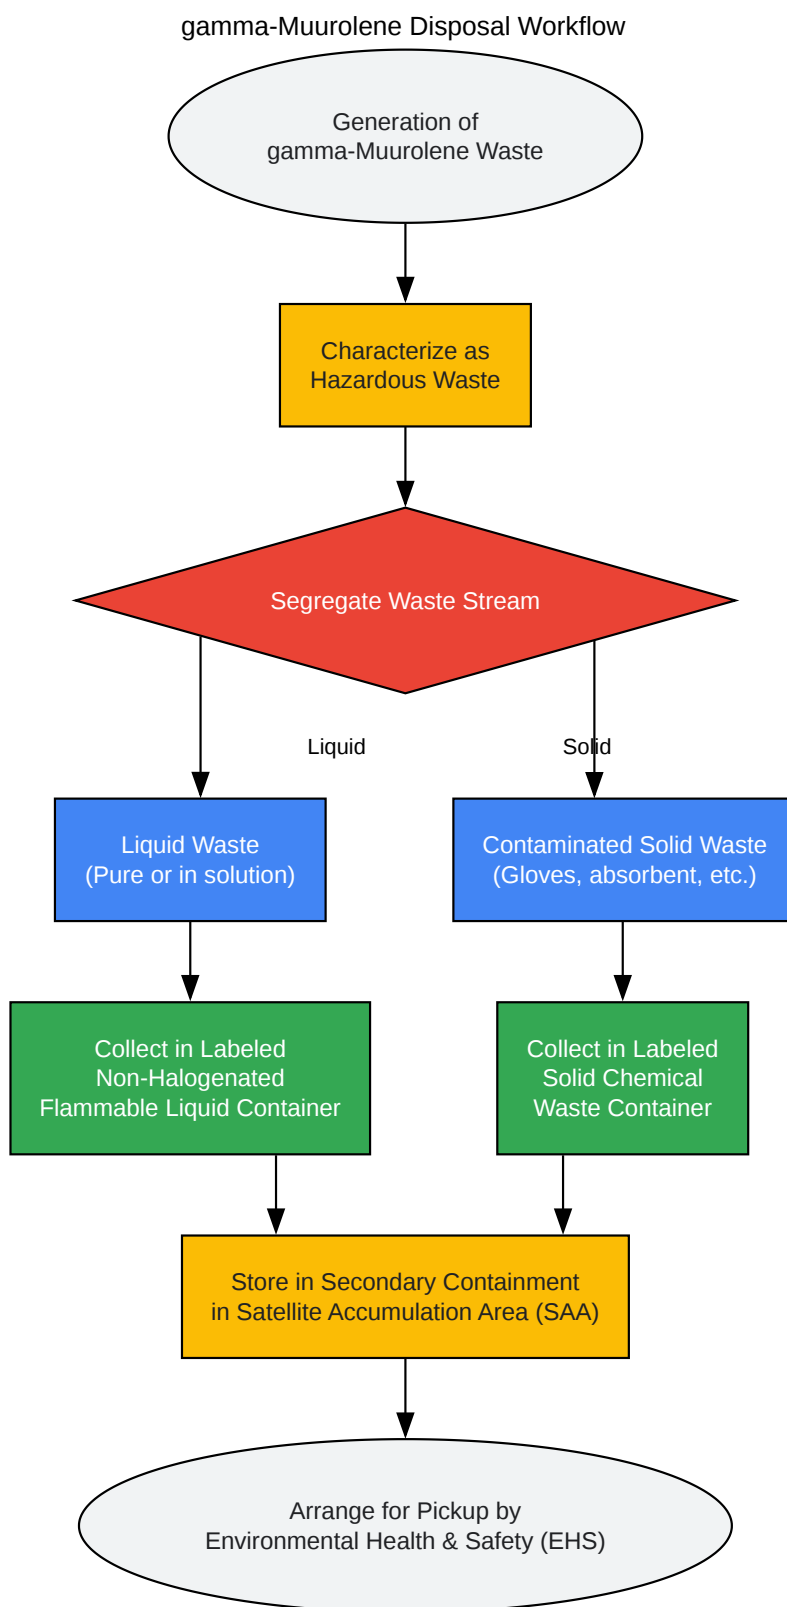 gamma-Muurolene Disposal Workflow
Generation of
gamma-Muurolene Waste
Characterize as
Hazardous Waste
Segregate Waste Stream
Liquid
Solid
Liquid Waste
(Pure or in solution)
Contaminated Solid Waste
(Gloves, absorbent, etc.)
Collect in Labeled
Non-Halogenated
Flammable Liquid Container
Collect in Labeled
Solid Chemical
Waste Container
Store in Secondary Containment
in Satellite Accumulation Area (SAA)
Arrange for Pickup by
Environmental Health & Safety (EHS)